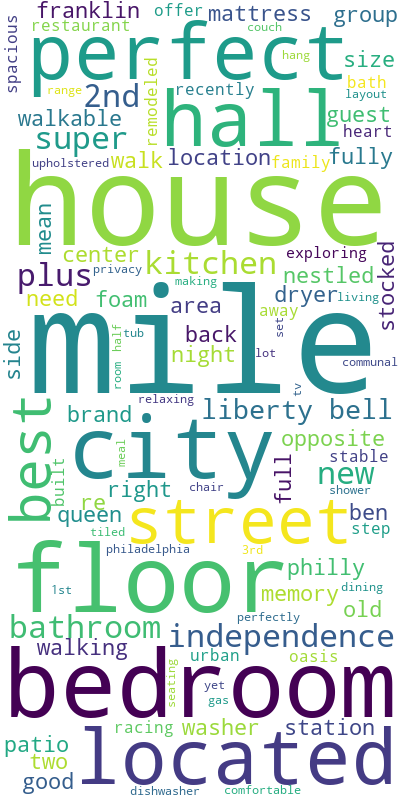 franklin
offer
mattress
group
restaurant
couch
spacious
perfect
hang
size
range
2nd
recently
bath
layout
remodeled
walkable
hall
guest
super
heart
upholstered
walk
location
family
fully
house
mean
center
kitchen
exploring
plus
privacy
nestled
stocked
making
need
foam
area
dryer
living
mile
away
side
tub
back
set
night
lot
communal
room
half
tv
relaxing
best
brand
liberty bell
city
opposite
meal
stable
built
right
chair
full
new
shower
re
queen
street
ben
step
tiled
philadelphia
3rd
floor
philly
1st
memory
dining
old
perfectly
bathroom
independence
walking
urban
oasis
bedroom
seating
yet
gas
racing
washer
station
patio
located
two
good
dishwasher
comfortable